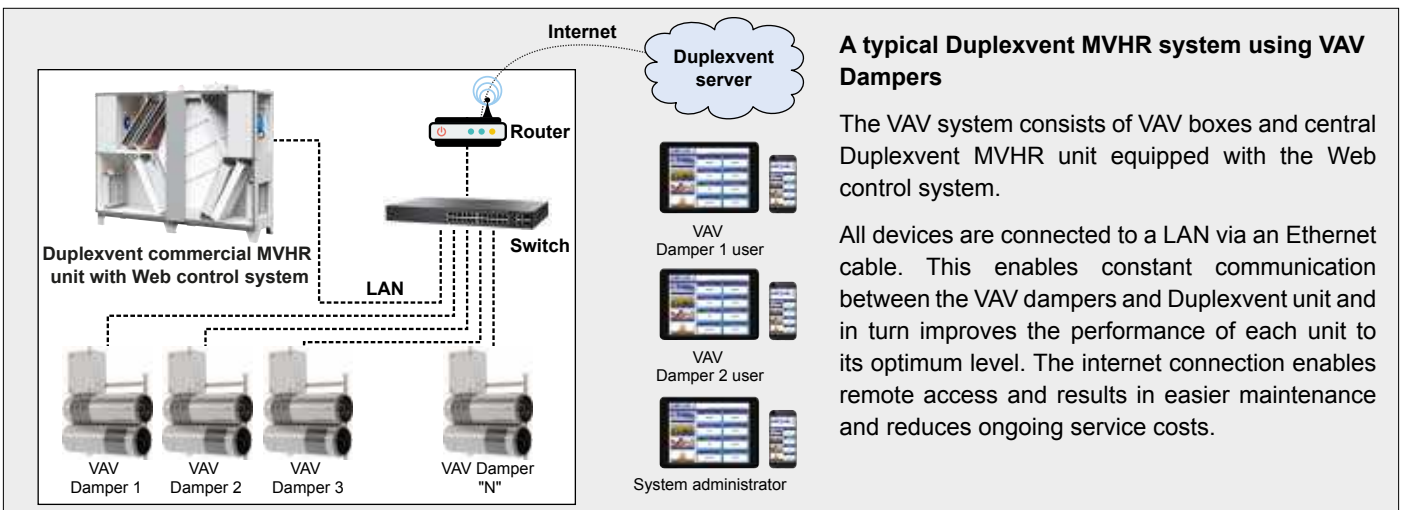 Internet
Duplexvent
server
Router
Switch
Duplexvent commercial MVHR
unit with Web control system
LAN
VAV
Damper 1
VAV
Damper 2
VAV
Damper 3
VAV Damper
"N"
VAV
Damper 1 user
VAV
Damper 2 user
System administrator
A typical Duplexvent MVHR system using VAV
Dampers
The VAV system consists of VAV boxes and central
Duplexvent MVHR unit equipped with the Web
control system.
All devices are connected to a LAN via an Ethernet
cable. This enables constant communication
between the VAV dampers and Duplexvent unit and
in turn improves the performance of each unit to
its optimum level. The internet connection enables
remote access and results in easier maintenance
and reduces ongoing service costs.